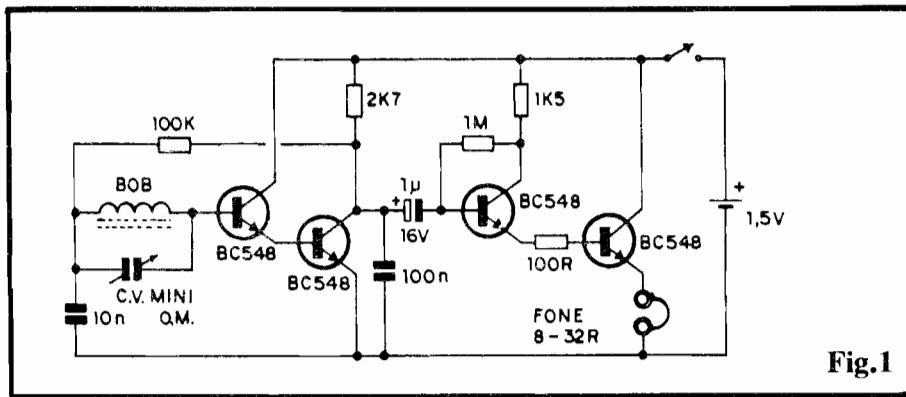 2K7
1K5
100K
1M
BOB
1µ
+
BC548
+
16V
1,5V
BC548
BC548
BC548
100R
100n
C.V. MINI
O.M.
10n
FONE
8-32R
Fig.1